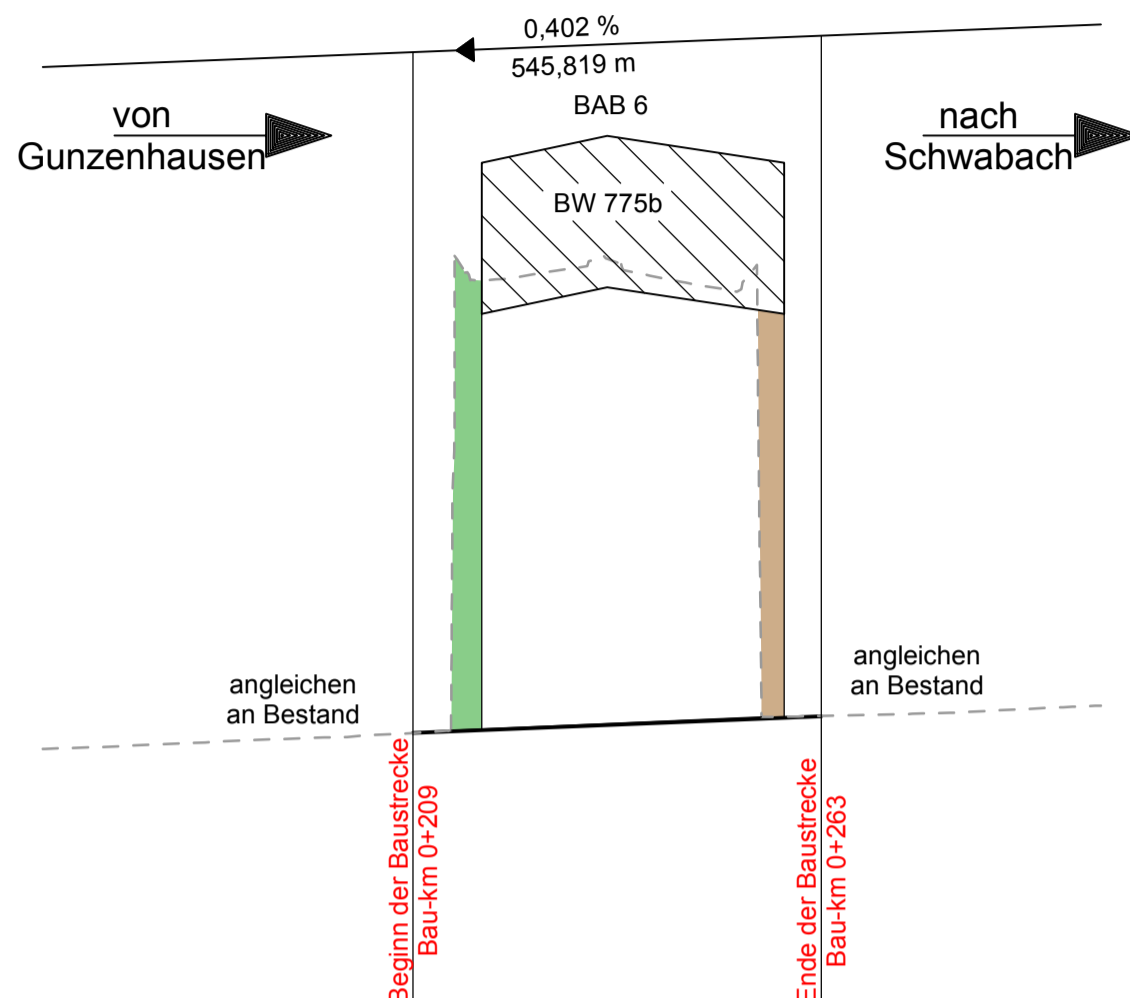 0,402 %
545,819 m
BAB 6
von
Gunzenhausen
nach
Schwabach
BW 775b
angleichen
an Bestand
angleichen
an Bestand
Beginn der Baustrecke
Bau-km 0+209
Ende der Baustrecke
Bau-km 0+263